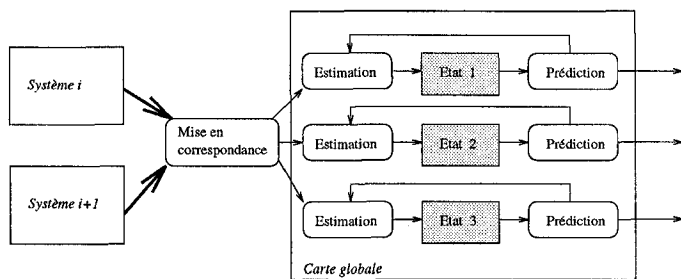 Système i
Système i+1
Mise en
correspondance
Estimation
Etat 1
Prédiction
Estimation
Etat 2
Prédiction
Estimation
Etat 3
Prédiction
Carte globale